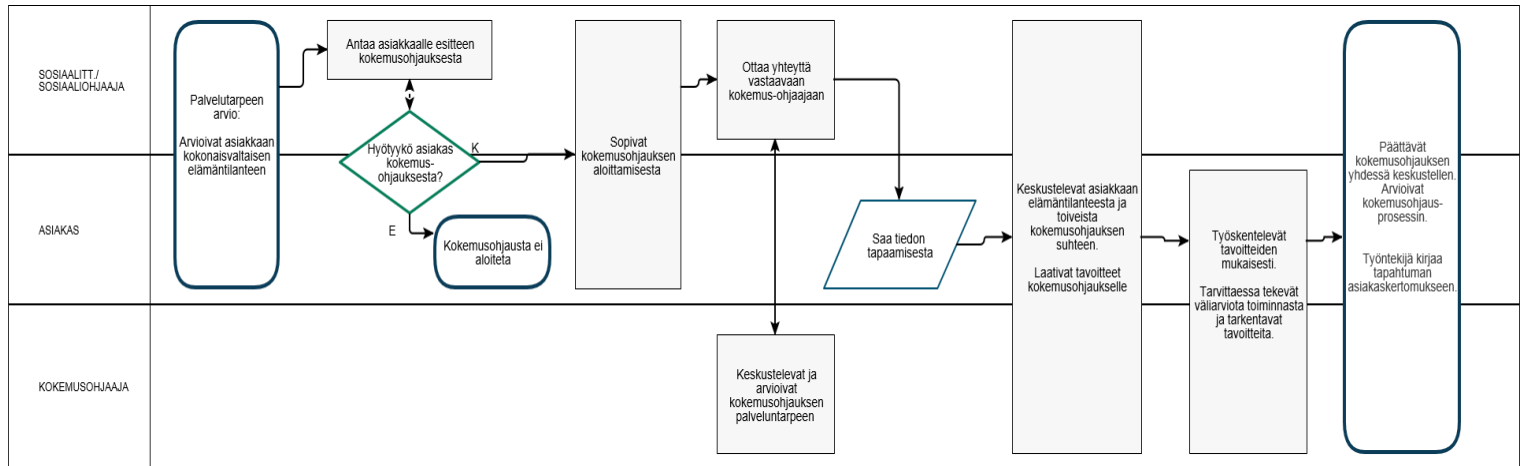 SOSIAALITT./
SOSIAALIOHJAAJA
Palvelutarpeen
arvio:
Arvioivat asiakkaan
kokonaisvaltaisen
elämäntilanteen
Antaa asiakkaalle esitteen
kokemusohjauksesta
Hyötyykö asiakas
kokemus-
ohjauksesta?
K
E
Kokemusohjausta ei
aloiteta
Sopivat
kokemusohjauksen
aloittamisesta
Ottaa yhteyttä
vastaavaan
kokemus-ohjaajaan
Saa tiedon
tapaamisesta
Keskustelevat asiakkaan
elämäntilanteesta ja
toiveista
kokemusohjauksen
suhteen.
Laativat tavoitteet
kokemusohjaukselle
Työskentelevät
tavoitteiden
mukaisesti.
Tarvittaessa tekevät
väliarviota toiminnasta
ja tarkentavat
tavoitteita.
Päättävät
kokemusohjauksen
yhdessä keskustellen.
Arvioivat
kokemusohjaus-
prosessin.
Työntekijä kirjaa
tapahtuman
asiakaskertomukseen.
ASIAKAS
KOKEMUSOHJAAJA
Keskustelevat ja
arvioivat
kokemusohjauksen
palveluntarpeen